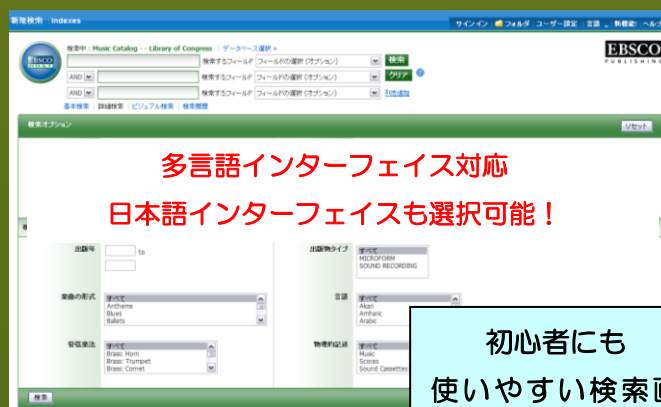 新規検索 Indexes
サインイン フォルダ ユーザー設定 言語 新機能! ヘルプ
検索中: Music Catalog -- Library of Congress データベース選択 »
EBSCO HOST
検索するフィールド フィールドの選択 (オプション) 検索
AND 検索するフィールド フィールドの選択 (オプション) クリア
AND 検索するフィールド フィールドの選択 (オプション) 列を追加
基本検索 詳細検索 ビジュアル検索 検索履歴
EBSCO
PUBLISHING
検索オプション リセット
多言語インターフェイス対応
日本語インターフェイスも選択可能!
出版年 to
出版物タイプ すべて
MICROFORM
SOUND RECORDING
楽曲の形式 すべて
Anthems
Blues
Ballets
言語 すべて
Akan
Amharic
Arabic
管弦楽法 すべて
Brass: Horn
Brass: Trumpet
Brass: Cornet
物理的記述 すべて
Music
Scores
Sound Cassettes
検索
初心者にも
使いやすい検索画